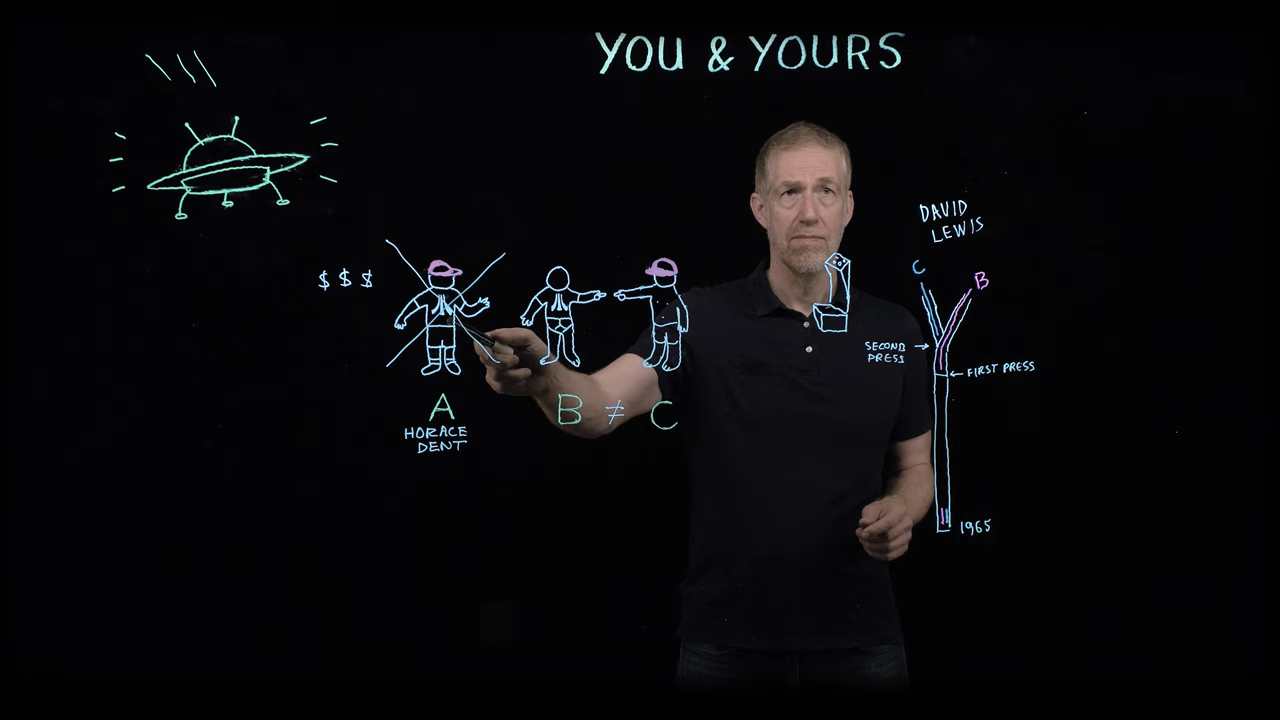 YOU & YOURS
DAVID
LEWIS
$ $ $
C
B
SECOND
PRESS
FIRST PRESS
A
B ≠ C
HORACE
DENT
1965